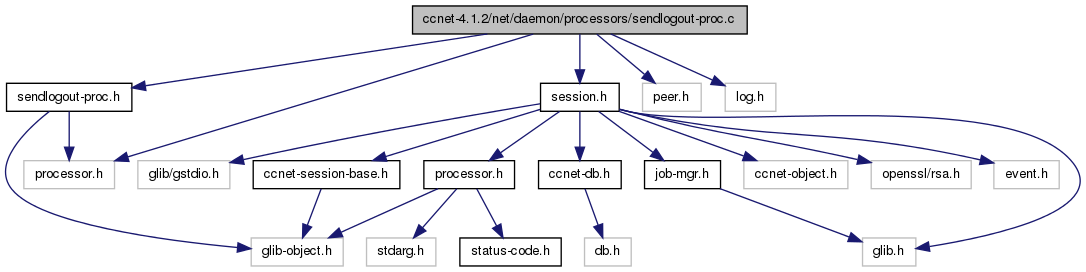 ccnet-4.1.2/net/daemon/processors/sendlogout-proc.c
sendlogout-proc.h
session.h
peer.h
log.h
processor.h
glib/gstdio.h
ccnet-session-base.h
processor.h
ccnet-db.h
job-mgr.h
ccnet-object.h
openssl/rsa.h
event.h
glib-object.h
stdarg.h
status-code.h
db.h
glib.h